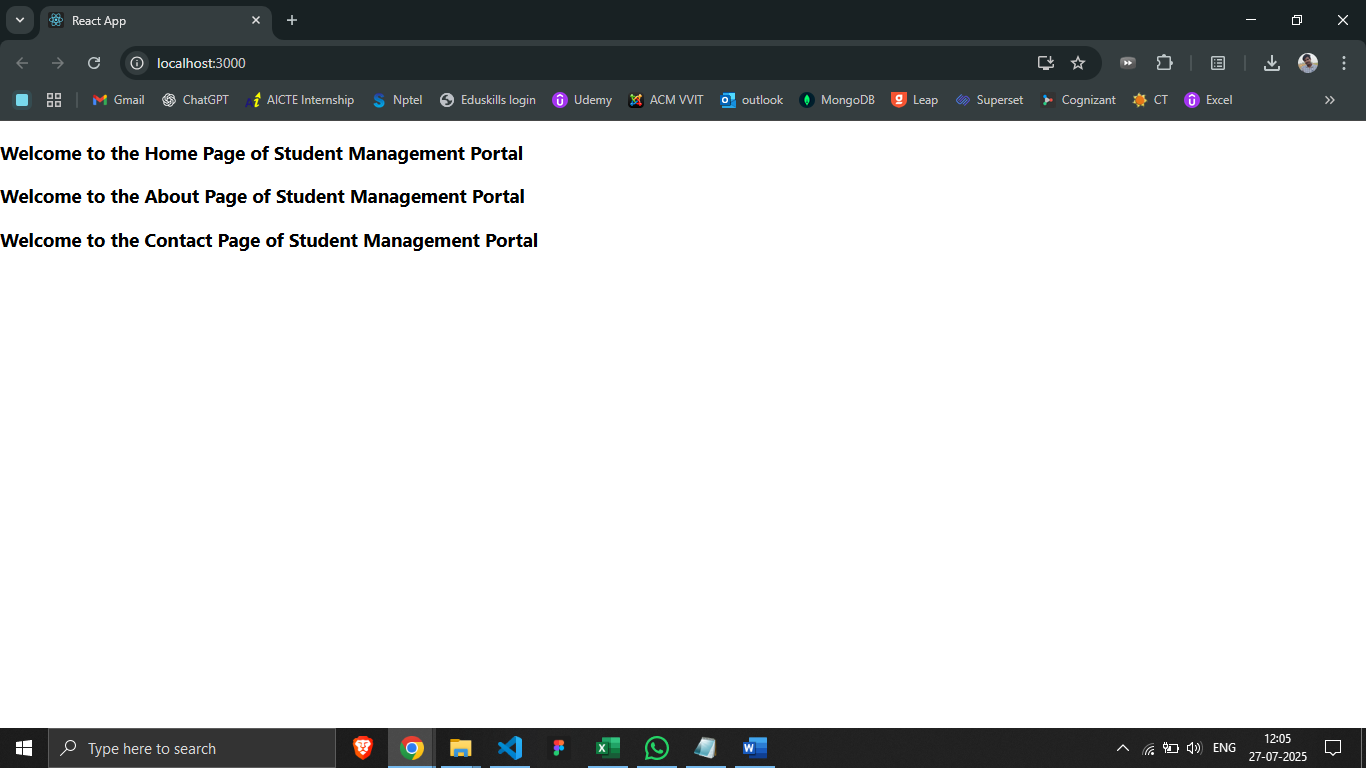 React App
localhost:3000
Gmail ChatGPT AICTE Internship Nptel Eduskills login Udemy ACM VVIT outlook MongoDB Leap Superset Cognizant CT Excel
Welcome to the Home Page of Student Management Portal
Welcome to the About Page of Student Management Portal
Welcome to the Contact Page of Student Management Portal
Type here to search
ENG
12:05
27-07-2025